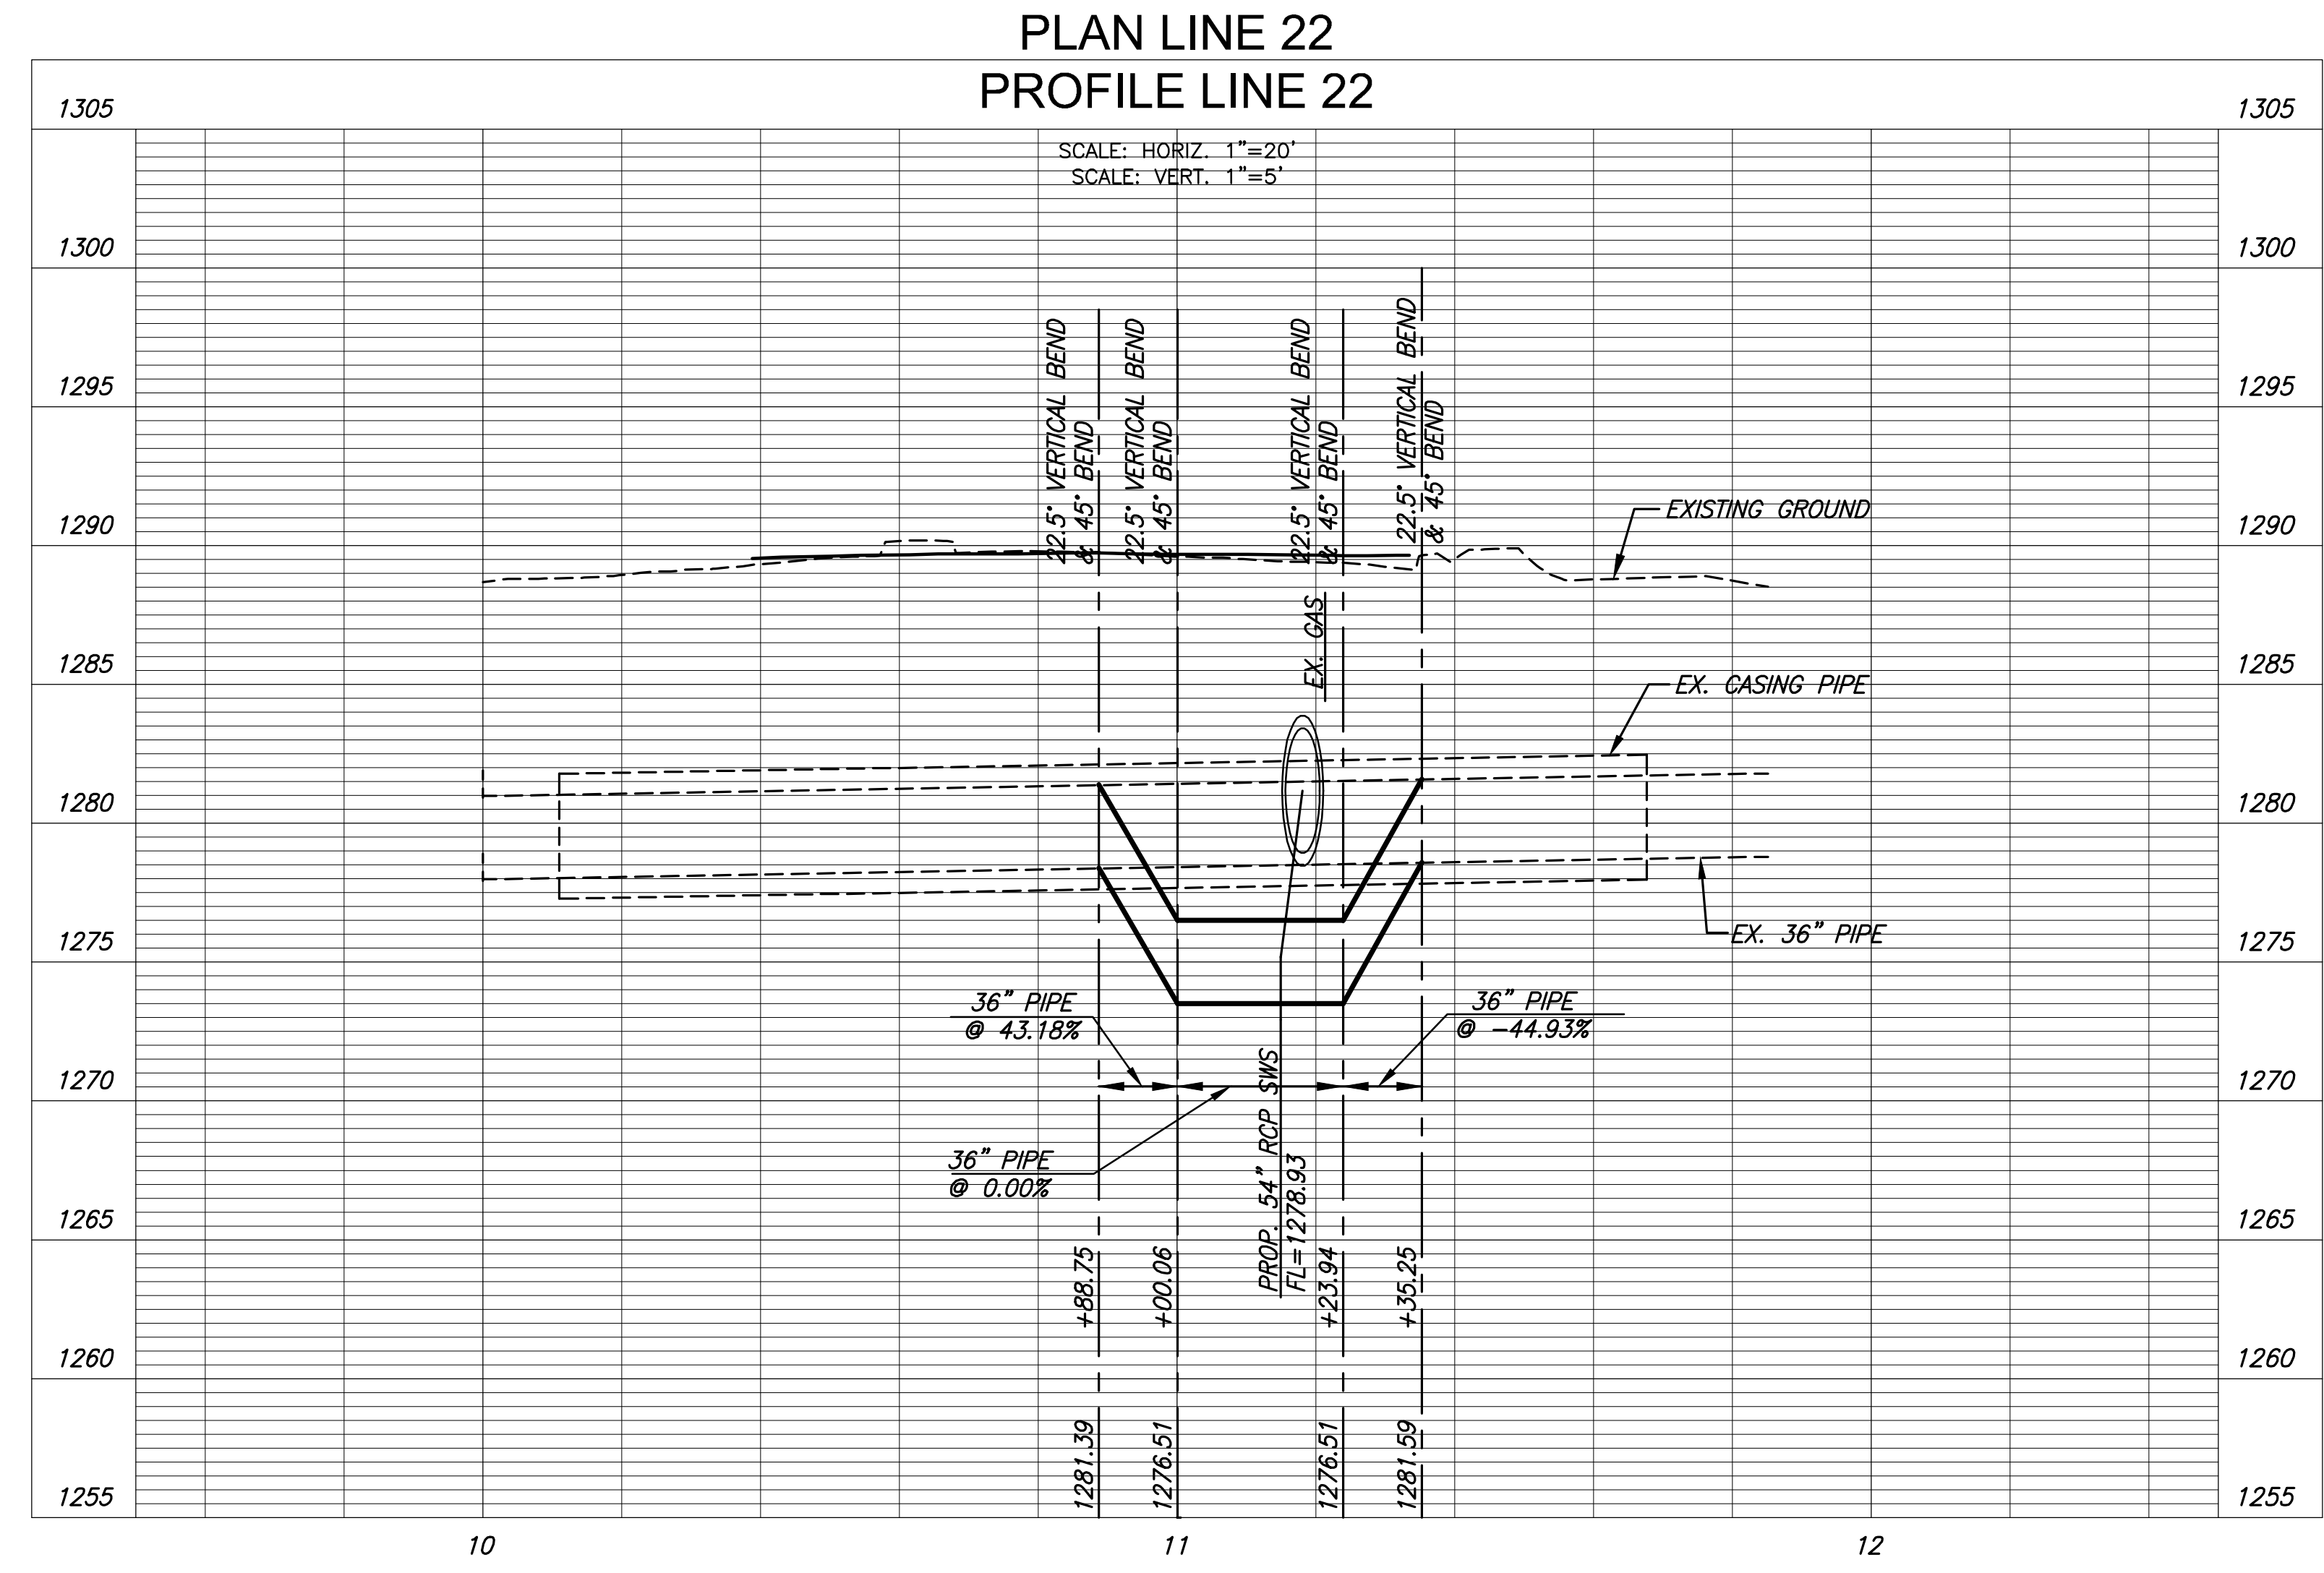 PLAN LINE 22
PROFILE LINE 22
SCALE: HORIZ. 1"=20'
SCALE: VERT. 1"=5'
1305
1305
1300
1300
1295
1295
1290
1290
1285
1285
1280
1280
1275
1275
1270
1270
1265
1265
1260
1260
1255
1255
22.5° VERTICAL BEND
& 45° BEND
22.5° VERTICAL BEND
& 45° BEND
22.5° VERTICAL BEND
& 45° BEND
22.5° VERTICAL BEND
& 45° BEND
EXISTING GROUND
EX. GAS
EX. CASING PIPE
EX. 36" PIPE
36" PIPE
@ 43.18%
36" PIPE
@ -44.93%
36" PIPE
@ 0.00%
PROP. 54" RCP SWS
FL=1278.93
+88.75
+00.06
+23.94
+35.25
1281.39
1276.51
1276.51
1281.59
10
11
12